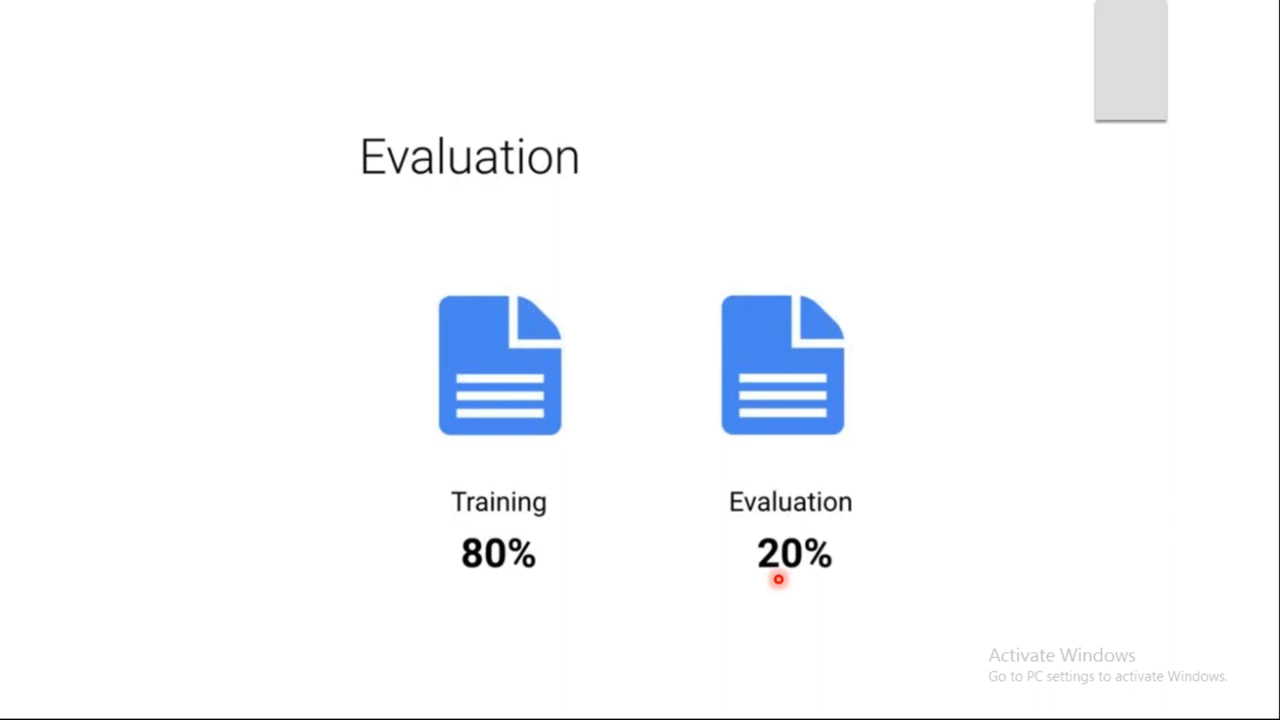 Evaluation
Training
80%
Evaluation
20%
Activate Windows
Go to PC settings to activate Windows.